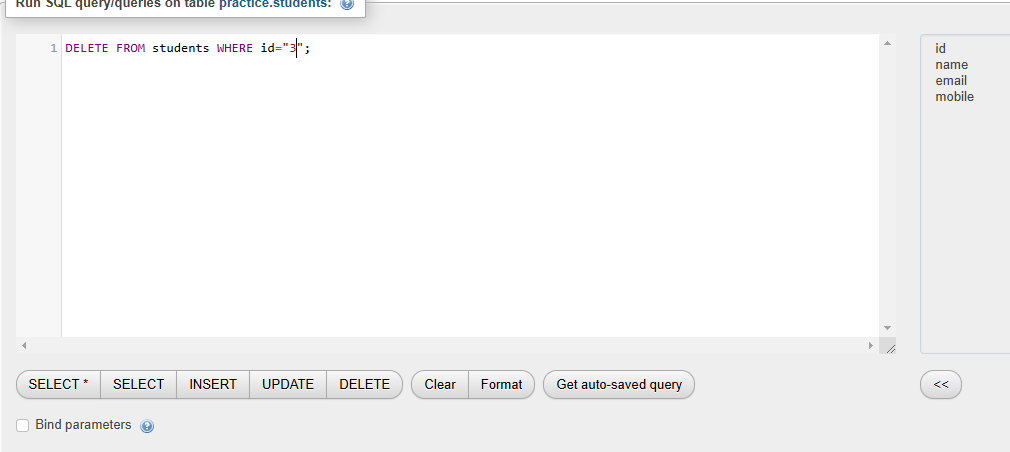 Run SQL query/queries on table practice.students:
1 DELETE FROM students WHERE id="3";
id
name
email
mobile
SELECT * SELECT INSERT UPDATE DELETE Clear Format Get auto-saved query <<
Bind parameters